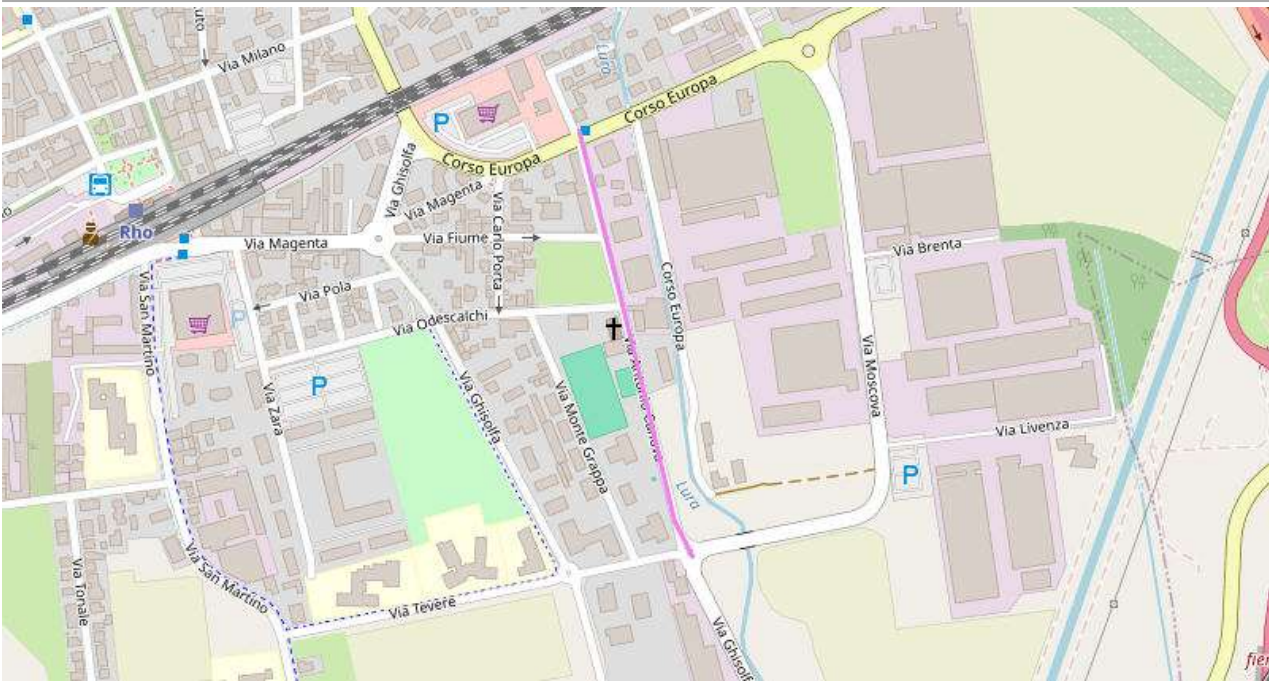 uto
Via Milano
Lura
Corso Europa
P
Corso Europa
Via Ghisolfa
Via Magenta
Rho
Via Magenta
Via Fiume
Via Carlo Porta
Via Brenta
Via San Martino
Via Pola
P
Via Odescalchi
Corso Europa
P
Via Zara
Via Ghisolfa
Via Monte Grappa
Via Moscova
Via Livenza
P
Lura
Via San Martino
Via Tonale
Via Tevere
Via Ghisolfa
fier